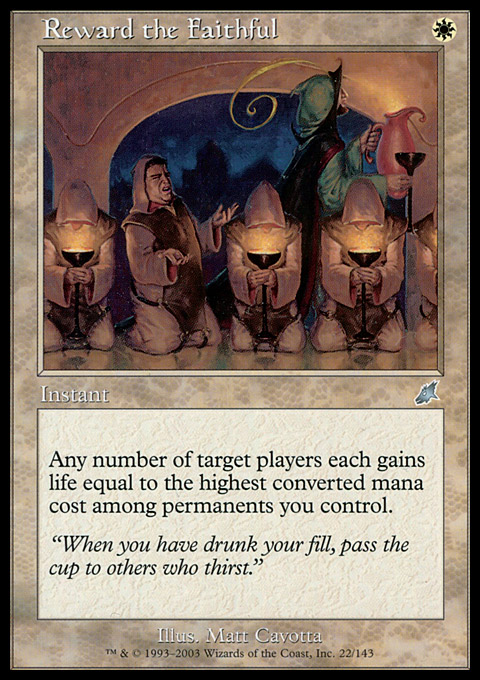 Reward the Faithful
Instant
Any number of target players each gains
life equal to the highest converted mana
cost among permanents you control.
“When you have drunk your fill, pass the
cup to others who thirst.”
Illus. Matt Cavotta
™ & © 1993–2003 Wizards of the Coast, Inc. 22/143